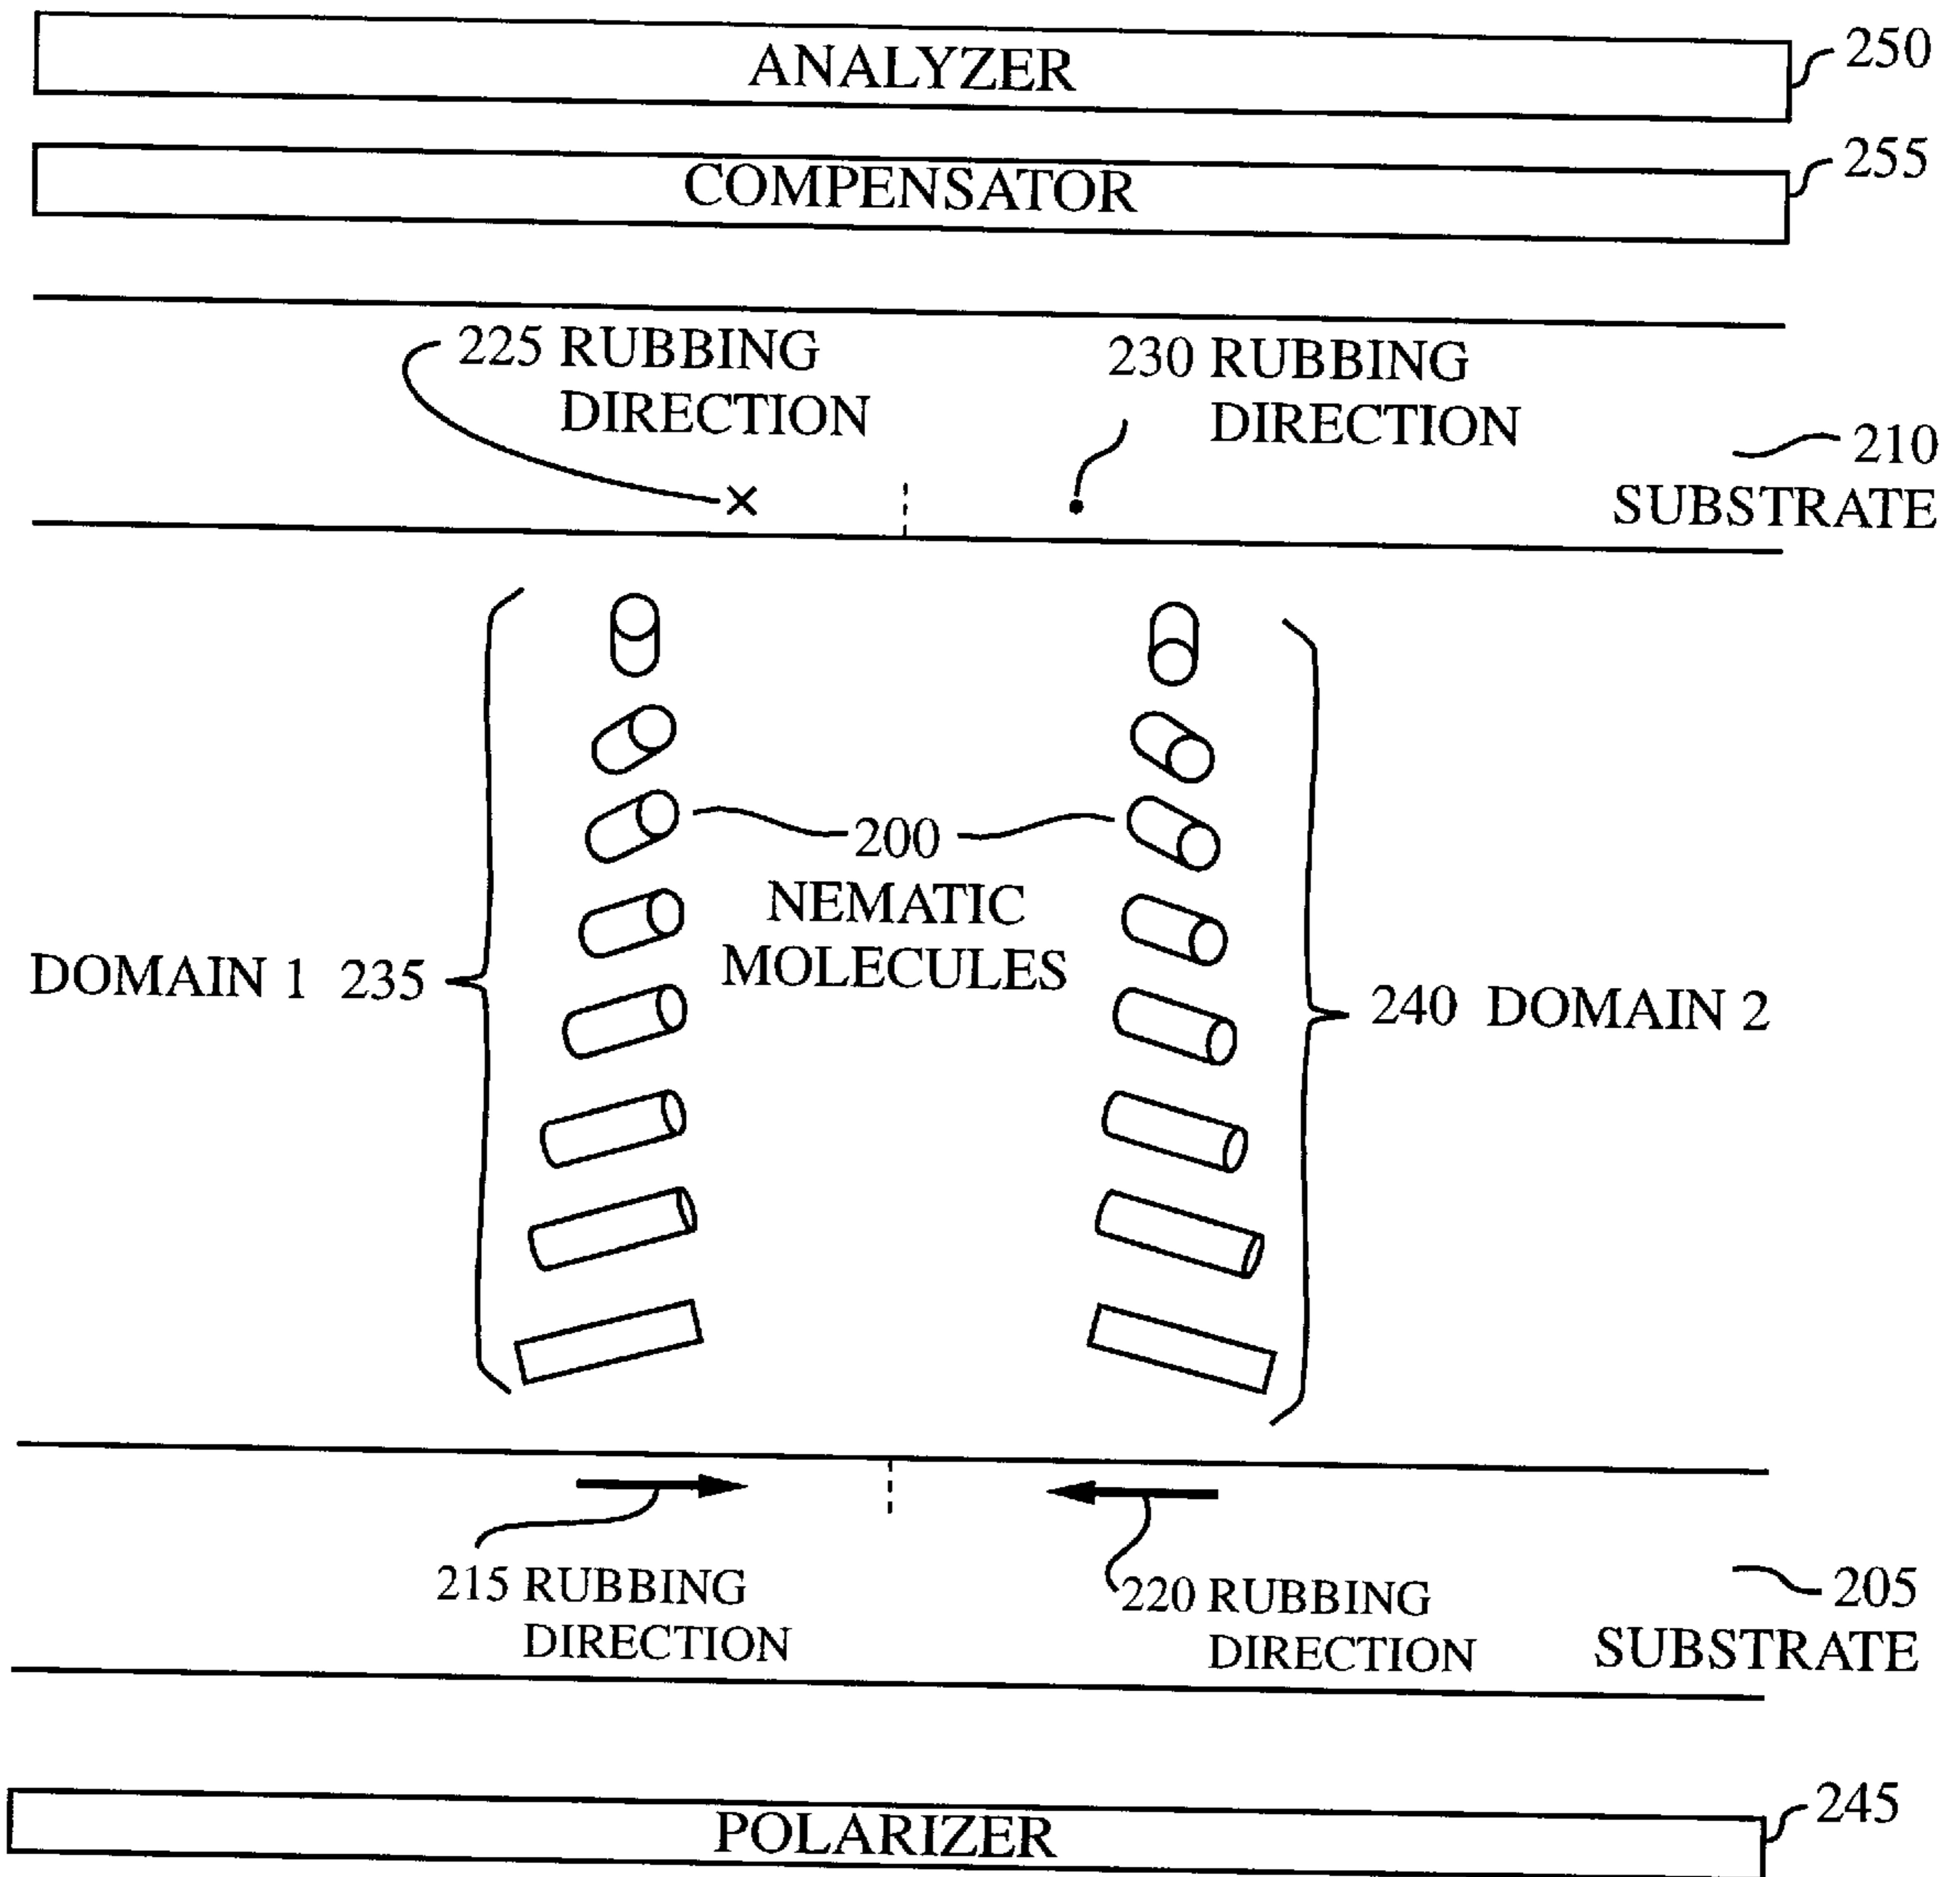 ANALYZER
250
COMPENSATOR
255
225 RUBBING
DIRECTION
230 RUBBING
DIRECTION
210
SUBSTRATE
200
NEMATIC
MOLECULES
DOMAIN 1 235
240 DOMAIN 2
215 RUBBING
DIRECTION
220 RUBBING
DIRECTION
205
SUBSTRATE
POLARIZER
245